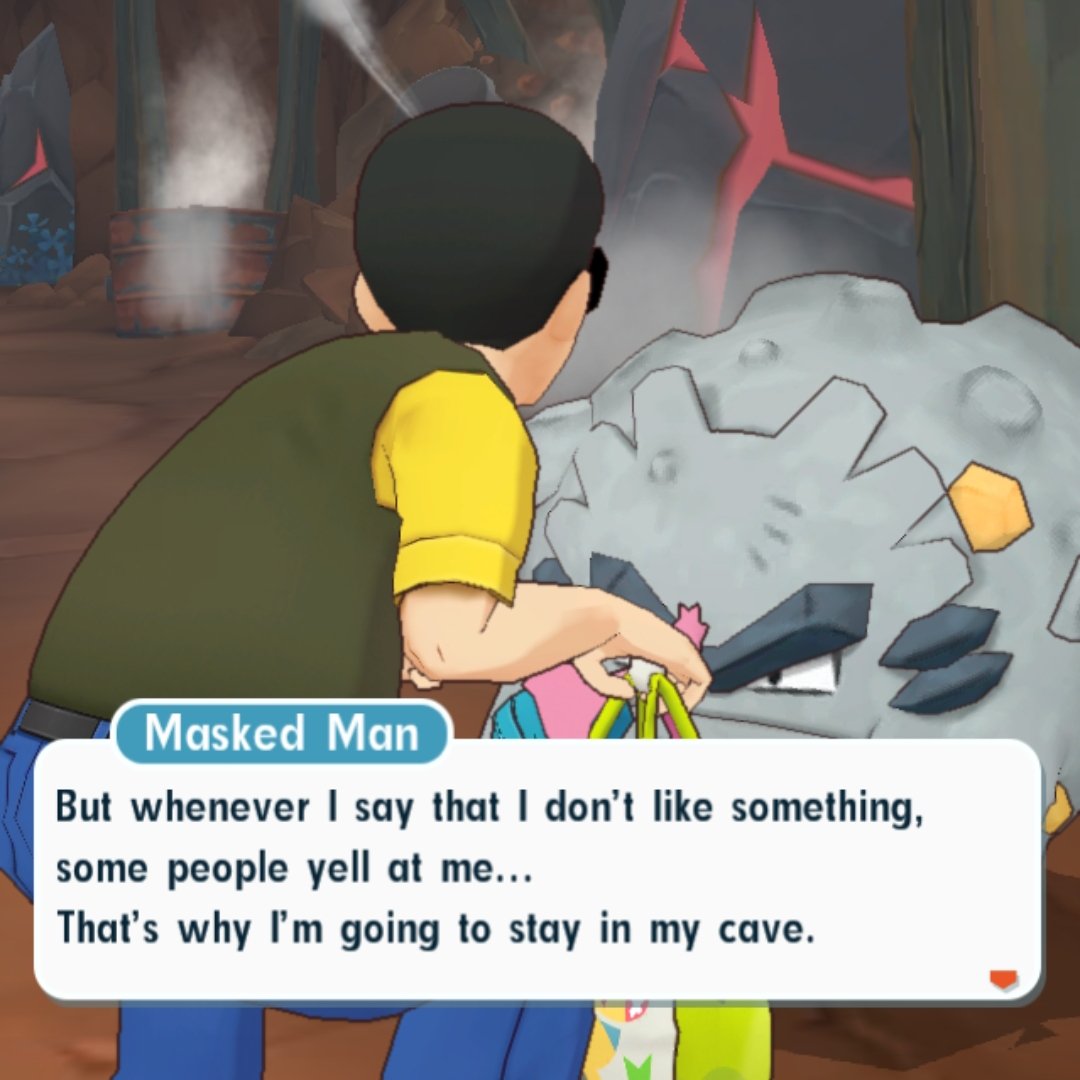 Masked Man
But whenever I say that I don't like something,
some people yell at me...
That's why I'm going to stay in my cave.